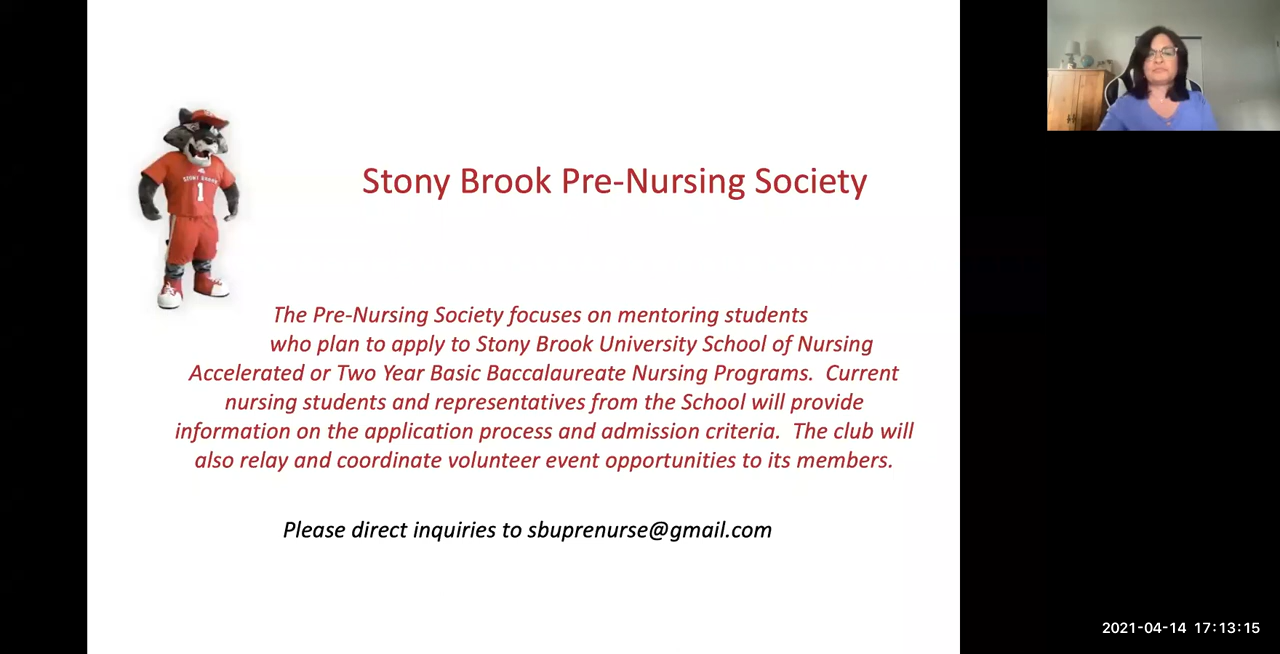 STONY BROOK
1
Stony Brook Pre-Nursing Society
The Pre-Nursing Society focuses on mentoring students
who plan to apply to Stony Brook University School of Nursing
Accelerated or Two Year Basic Baccalaureate Nursing Programs. Current
nursing students and representatives from the School will provide
information on the application process and admission criteria. The club will
also relay and coordinate volunteer event opportunities to its members.
Please direct inquiries to sbuprenurse@gmail.com
2021-04-14 17:13:15